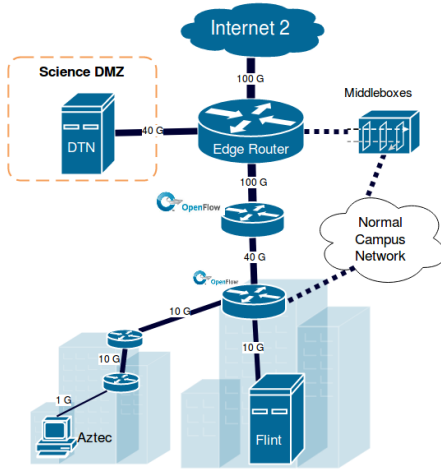 Internet 2
100 G
Science DMZ
Middleboxes
DTN
40 G
Edge Router
100 G
OpenFlow
Normal
Campus
Network
40 G
OpenFlow
10 G
10 G
10 G
1 G
Aztec
Flint